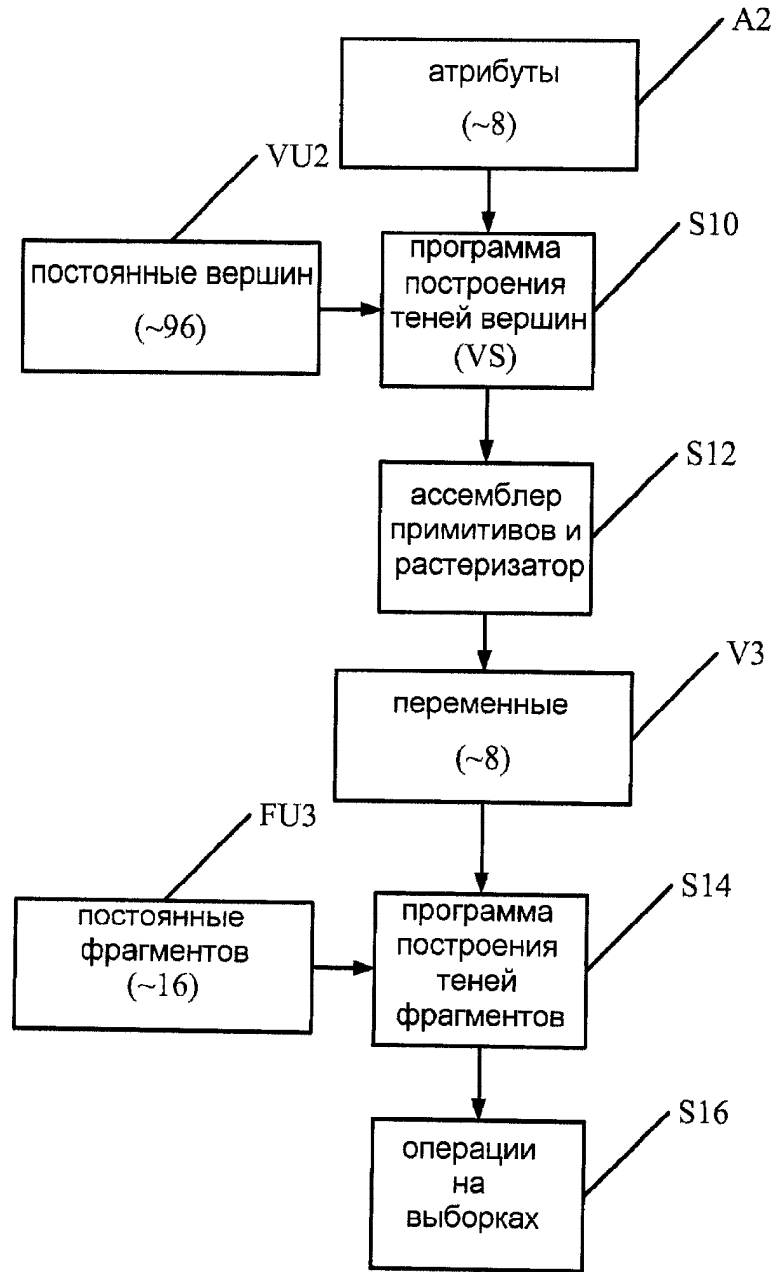 A2
атрибуты
(~8)
VU2
постоянные вершин
(~96)
S10
программа
построения
теней вершин
(VS)
S12
ассемблер
примитивов и
растеризатор
V3
переменные
(~8)
FU3
постоянные
фрагментов
(~16)
S14
программа
построения
теней
фрагментов
S16
операции
на
выборках